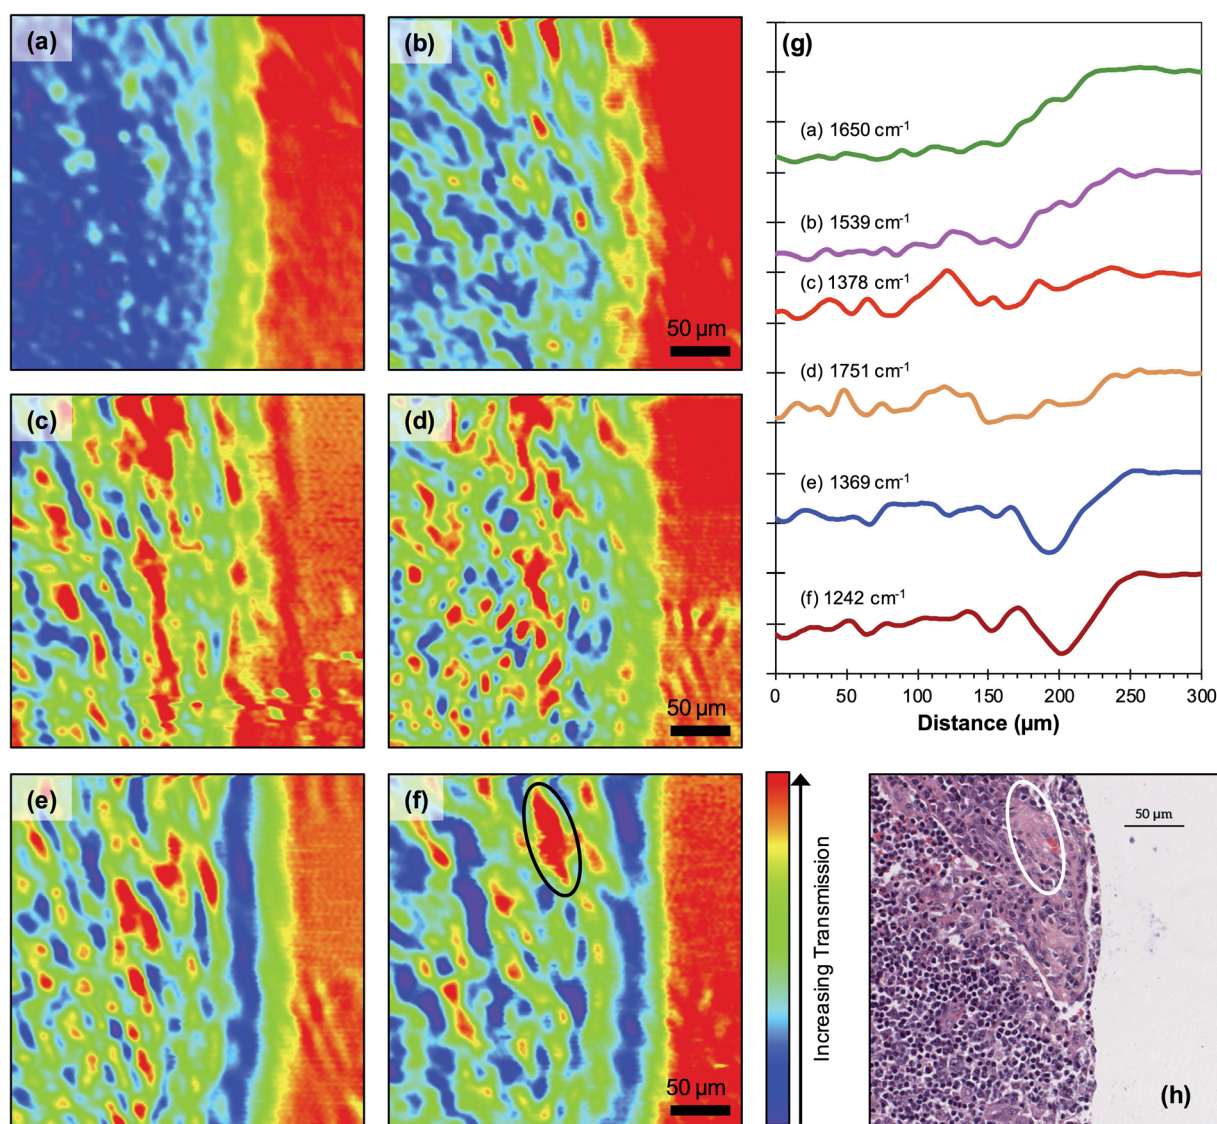 (a)
(b)
50 µm
(g)
(a) 1650 cm-1
(b) 1539 cm-1
(c) 1378 cm-1
(d) 1751 cm-1
(e) 1369 cm-1
(f) 1242 cm-1
0 50 100 150 200 250 300
Distance (µm)
(c)
(d)
50 µm
(e)
(f)
50 µm
Increasing Transmission
50 µm
(h)